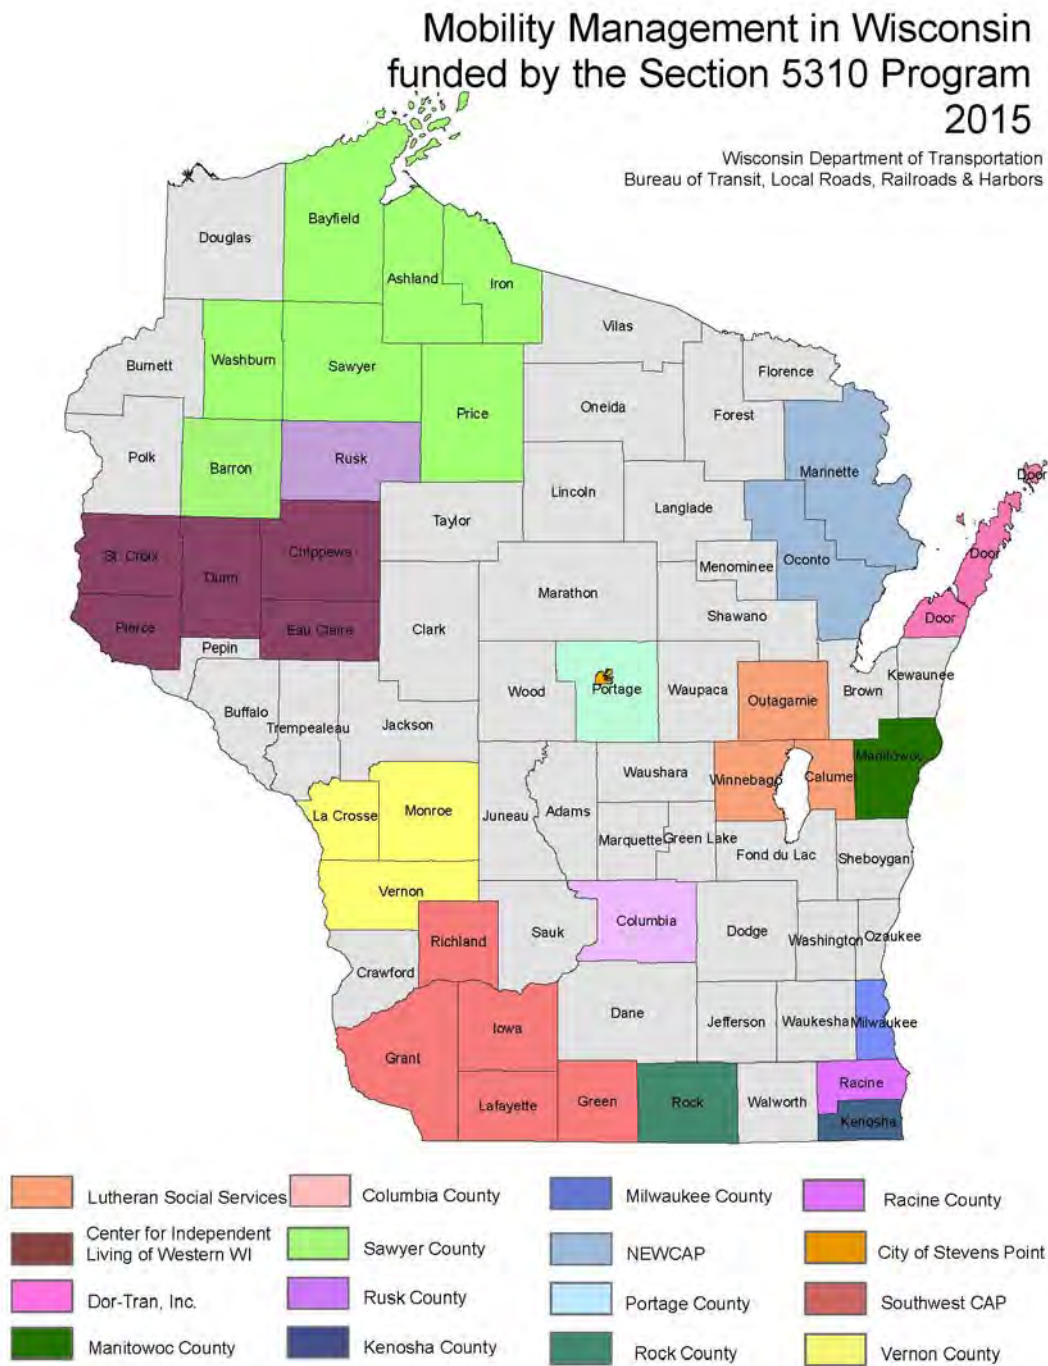 Mobility Management in Wisconsin
funded by the Section 5310 Program
2015
Wisconsin Department of Transportation
Bureau of Transit, Local Roads, Railroads & Harbors
Bayfield
Douglas
Ashland
Iron
Vilas
Burnett
Washburn
Sawyer
Florence
Price
Oneida
Forest
Polk
Barron
Rusk
Marinette
Door
Lincoln
Langlade
Taylor
St. Croix
Dunn
Chippewa
Menominee
Oconto
Door
Marathon
Shawano
Door
Pierce
Eau Claire
Clark
Pepin
Kewaunee
Wood
Portage
Waupaca
Outagamie
Brown
Buffalo
Trempealeau
Jackson
Manitowoc
Waushara
Winnebago
Calumet
La Crosse
Monroe
Juneau
Adams
Marquette
Green Lake
Fond du Lac
Sheboygan
Vernon
Richland
Sauk
Columbia
Dodge
Washington
Ozaukee
Crawford
Dane
Jefferson
Waukesha
Milwaukee
Iowa
Grant
Lafayette
Green
Rock
Walworth
Racine
Kenosha
Lutheran Social Services
Columbia County
Milwaukee County
Racine County
Center for Independent
Living of Western WI
Sawyer County
NEWCAP
City of Stevens Point
Dor-Tran, Inc.
Rusk County
Portage County
Southwest CAP
Manitowoc County
Kenosha County
Rock County
Vernon County